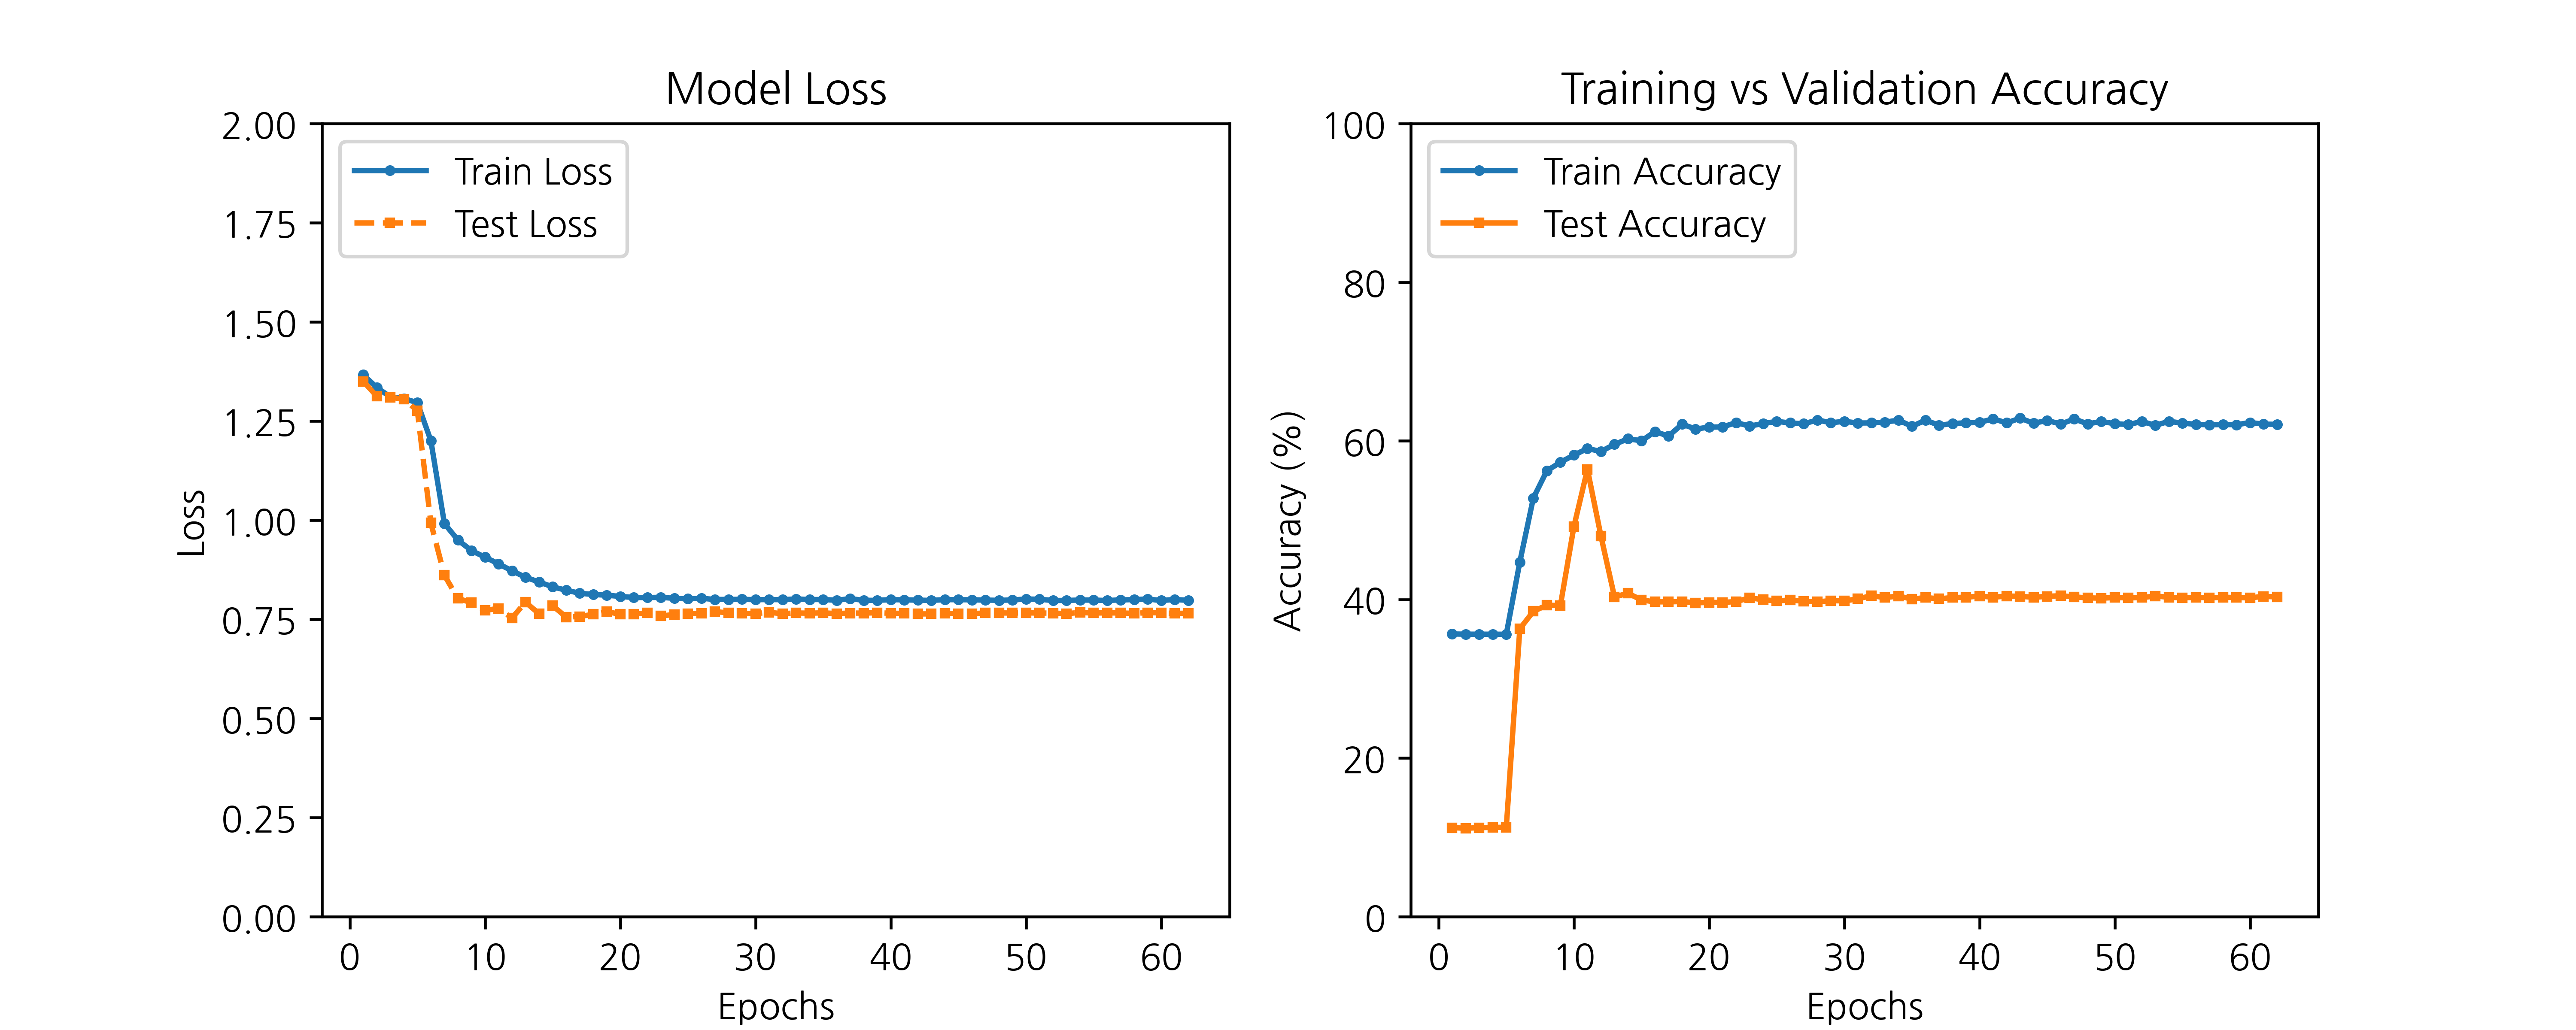 Model Loss
2.00
1.75
1.50
1.25
1.00
0.75
0.50
0.25
0.00
Loss
Train Loss
Test Loss
0 10 20 30 40 50 60
Epochs
Training vs Validation Accuracy
100
80
60
40
20
0
Accuracy (%)
Train Accuracy
Test Accuracy
0 10 20 30 40 50 60
Epochs